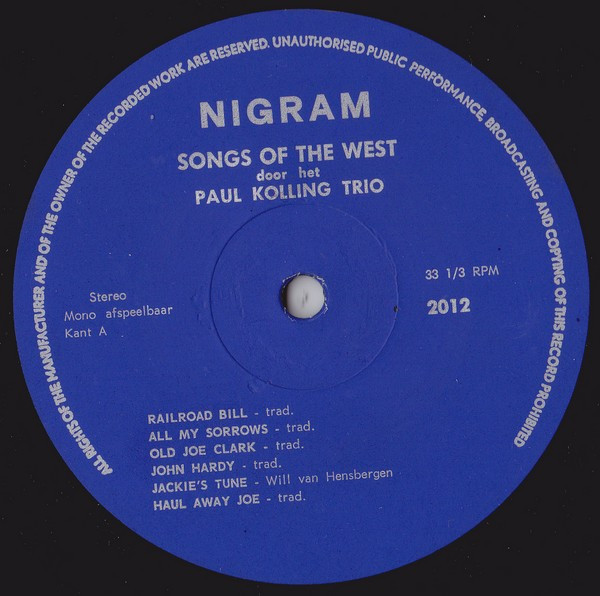 ALL RIGHTS OF THE MANUFACTURER AND OF THE OWNER OF THE RECORDED WORK ARE RESERVED. UNAUTHORISED PUBLIC PERFORMANCE, BROADCASTING AND COPYING OF THIS RECORD PROHIBITED
NIGRAM
SONGS OF THE WEST
door het
PAUL KOLLING TRIO
Stereo
Mono afspeelbaar
Kant A
33 1/3 RPM
2012
RAILROAD BILL - trad.
ALL MY SORROWS - trad.
OLD JOE CLARK - trad.
JOHN HARDY - trad.
JACKIE'S TUNE - Will van Hensbergen
HAUL AWAY JOE - trad.